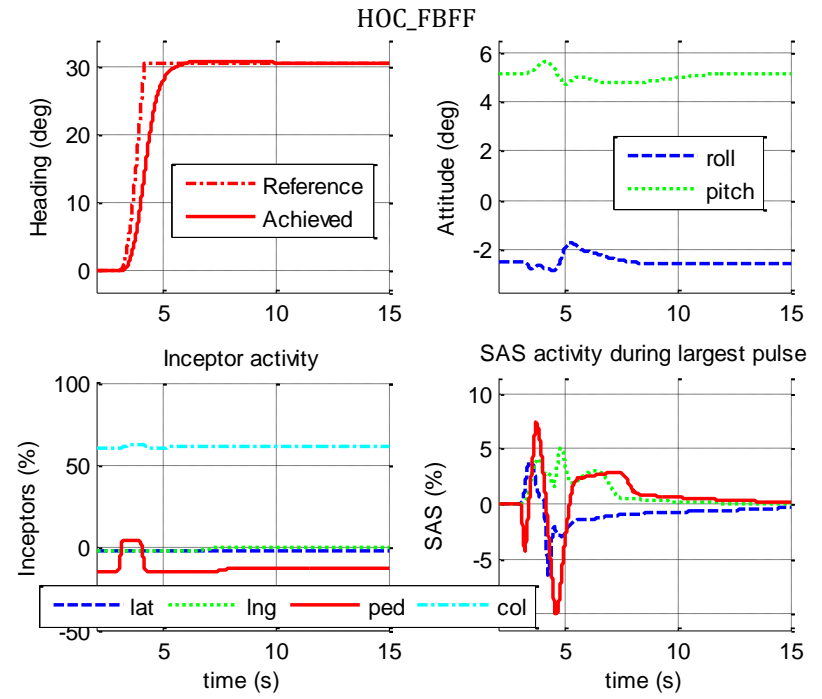 HOC_FBFF
Heading (deg)
30
20
10
0
5
10
15
Reference
Achieved
Attitude (deg)
6
4
2
0
-2
5
10
15
roll
pitch
Inceptor activity
Inceptors (%)
100
50
0
-50
5
10
15
lat
lng
ped
col
time (s)
SAS activity during largest pulse
SAS (%)
10
5
0
-5
5
10
15
time (s)